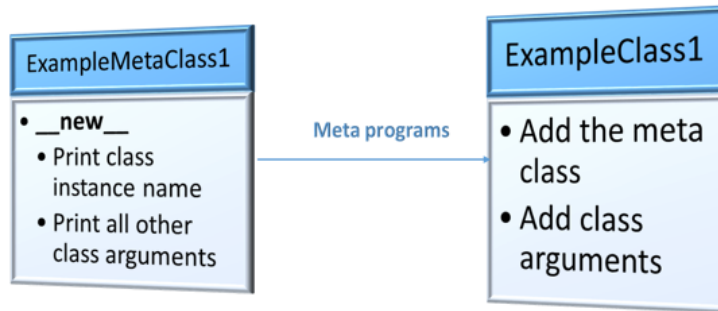 ExampleMetaClass1
• __new__
• Print class
instance name
• Print all other
class arguments
Meta programs
ExampleClass1
• Add the meta
class
• Add class
arguments